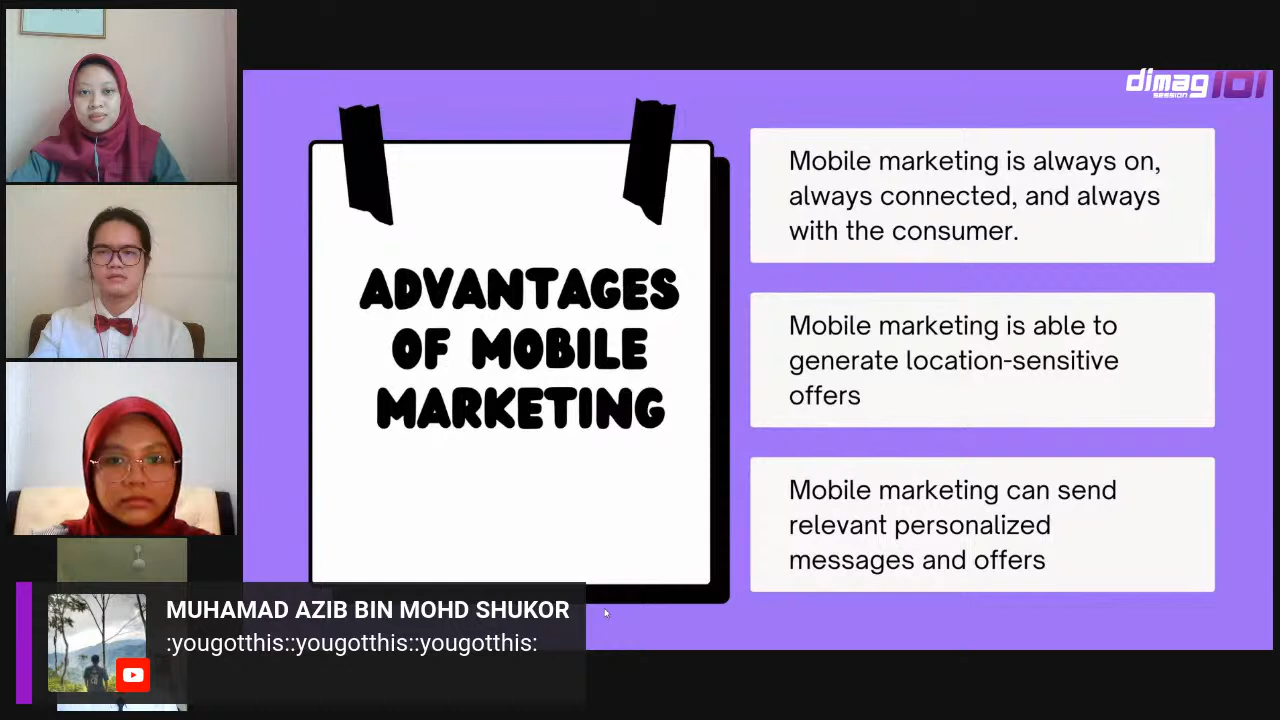 dimag 101
SESSION
ADVANTAGES
OF MOBILE
MARKETING
Mobile marketing is always on,
always connected, and always
with the consumer.
Mobile marketing is able to
generate location-sensitive
offers
Mobile marketing can send
relevant personalized
messages and offers
MUHAMAD AZIB BIN MOHD SHUKOR
:yougotthis::yougotthis::yougotthis: